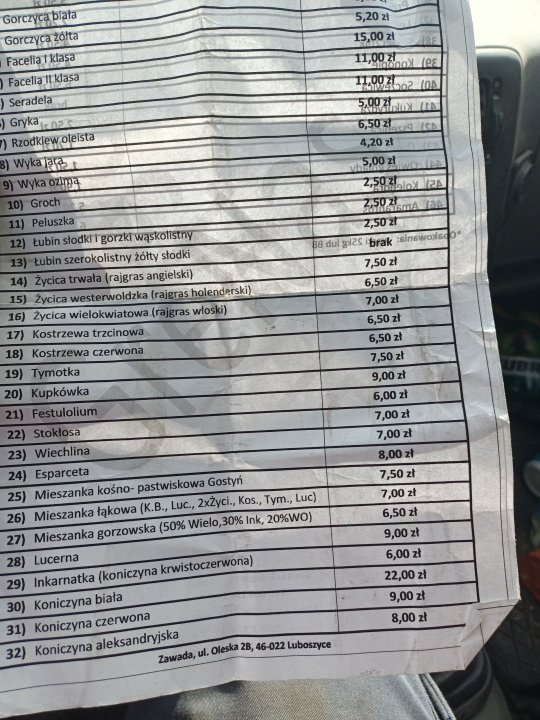 Gorczyca biała
Gorczyca żółta 5,20 zł
) Facelia I klasa 15,00 zł
) Facelia II klasa 11,00 zł
) Seradela 11,00 zł
) Gryka 5,00 zł
7) Rzodkiew oleista 6,50 zł
8) Wyka jara 4,20 zł
9) Wyka ozima 5,00 zł
10) Groch 2,50 zł
11) Peluszka 2,50 zł
12) Łubin słodki i gorzki wąskolistny 2,50 zł
13) Łubin szerokolistny żółty słodki brak
14) Życica trwała (rajgras angielski) 7,50 zł
15) Życica westerwoldzka (rajgras holenderski) 6,50 zł
16) Życica wielokwiatowa (rajgras włoski) 7,00 zł
17) Kostrzewa trzcinowa 6,50 zł
18) Kostrzewa czerwona 6,50 zł
19) Tymotka 7,50 zł
20) Kupkówka 9,00 zł
21) Festulolium 6,00 zł
22) Stokłosa 7,00 zł
23) Wiechlina 7,00 zł
24) Esparceta 8,00 zł
25) Mieszanka kośno- pastwiskowa Gostyń 7,50 zł
26) Mieszanka łąkowa (K.B., Luc., 2xŻyci., Kos., Tym., Luc) 7,00 zł
27) Mieszanka gorzowska (50% Wielo,30% Ink, 20%WO) 6,50 zł
28) Lucerna 9,00 zł
29) Inkarnatka (koniczyna krwistoczerwona) 6,00 zł
30) Koniczyna biała 22,00 zł
31) Koniczyna czerwona 9,00 zł
32) Koniczyna aleksandryjska 8,00 zł
Zawada, ul. Oleska 2B, 46-022 Luboszyce